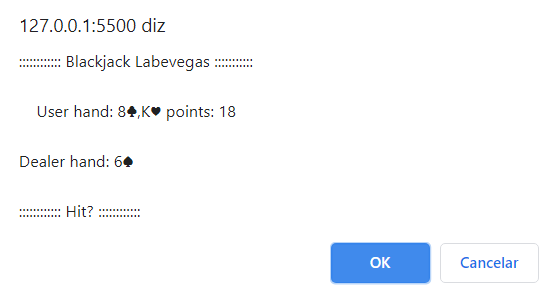 127.0.0.1:5500 diz
:::::::::::: Blackjack Labevegas :::::::::::
User hand: 8♣,K♥ points: 18
Dealer hand: 6♠
:::::::::::: Hit? ::::::::::::
OK
Cancelar